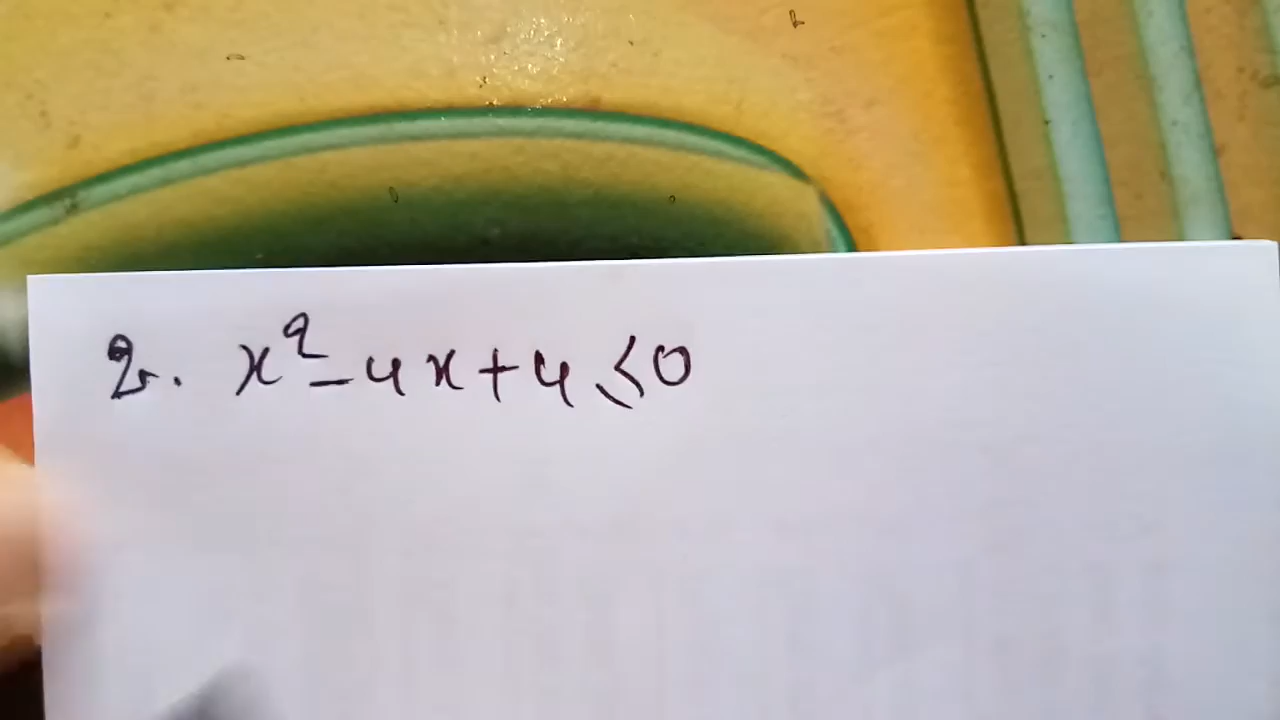 2. x² - 4x + 4 ≤ 0